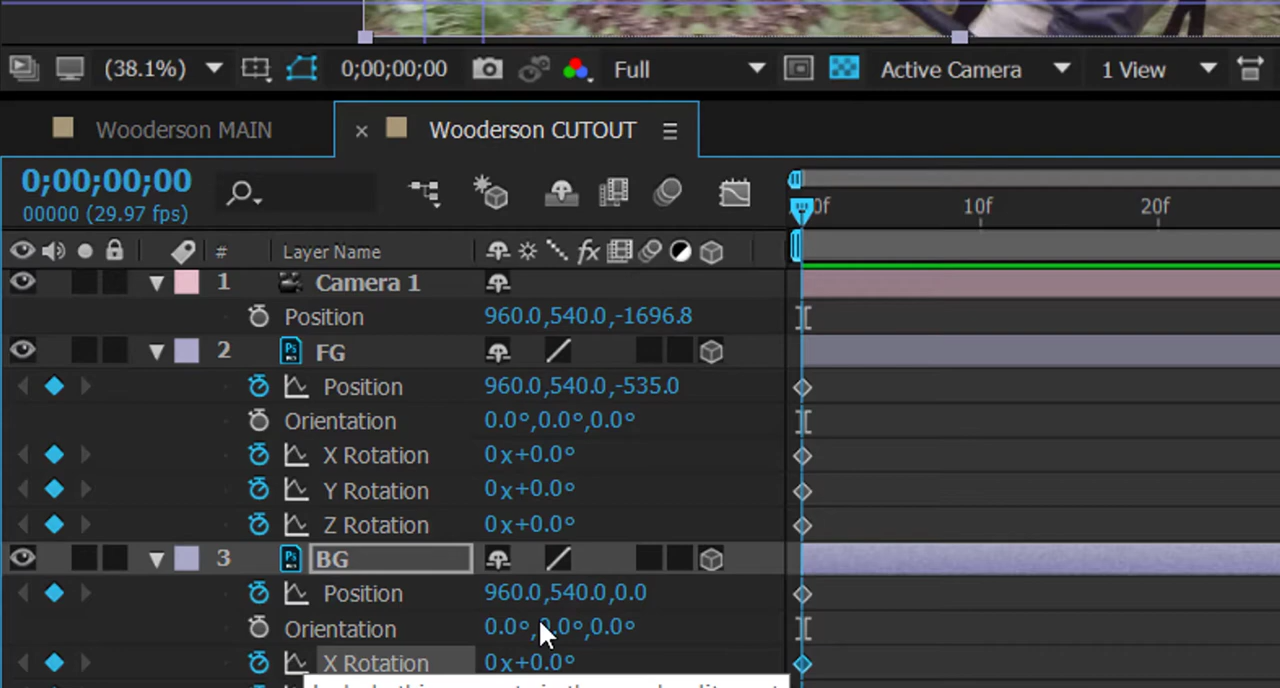 (38.1%) 0;00;00;00 Full Active Camera 1 View
Wooderson MAIN × Wooderson CUTOUT
0;00;00;00
00000 (29.97 fps)
0f 10f 20f
# Layer Name fx
1 Camera 1
Position 960.0,540.0,-1696.8
2 Ps FG
Position 960.0,540.0,-535.0
Orientation 0.0°,0.0°,0.0°
X Rotation 0x+0.0°
Y Rotation 0x+0.0°
Z Rotation 0x+0.0°
3 Ps BG
Position 960.0,540.0,0.0
Orientation 0.0°,0.0°,0.0°
X Rotation 0x+0.0°